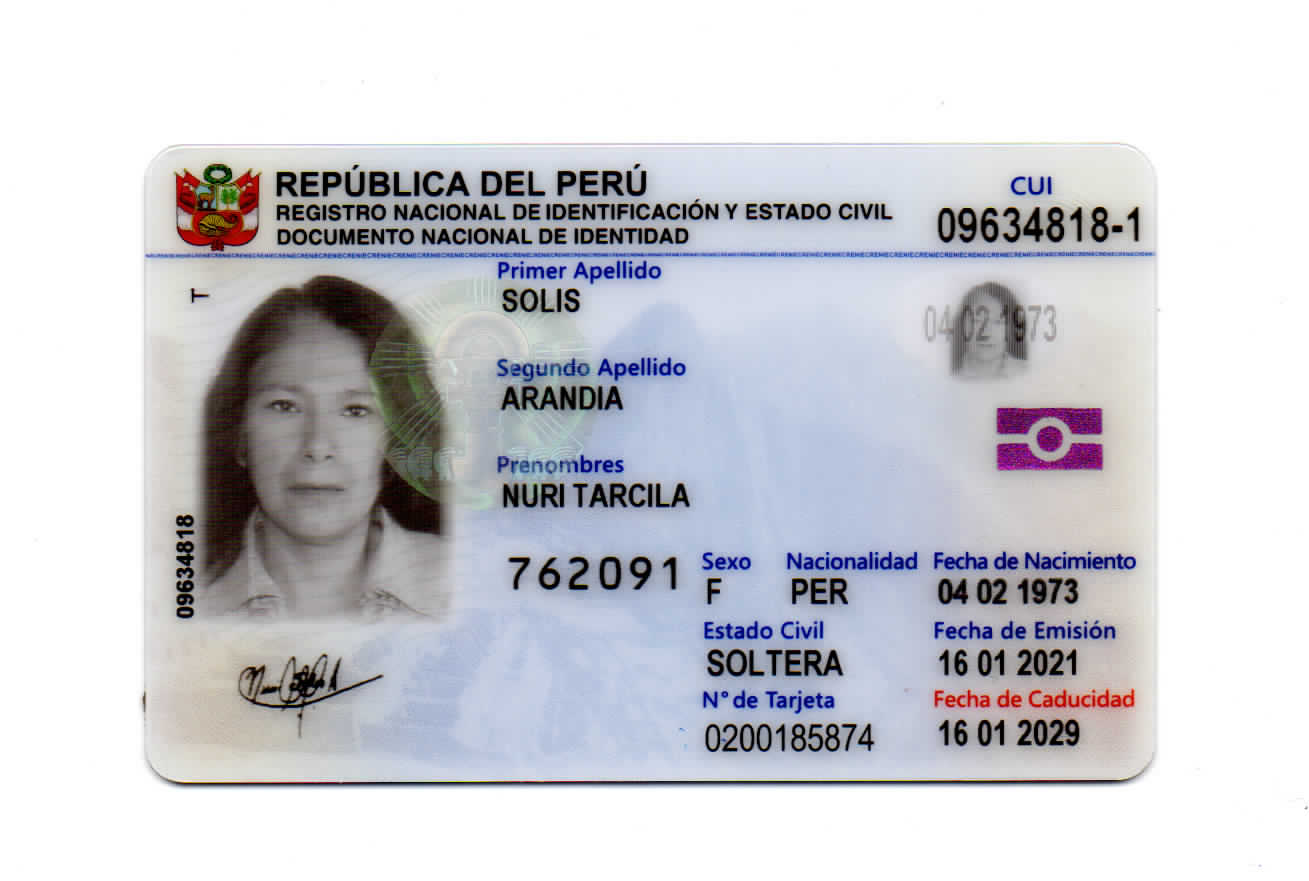 REPÚBLICA DEL PERÚ
REGISTRO NACIONAL DE IDENTIFICACIÓN Y ESTADO CIVIL
DOCUMENTO NACIONAL DE IDENTIDAD
CUI
09634818-1
T
Primer Apellido
SOLIS
04 02 1973
Segundo Apellido
ARANDIA
Prenombres
NURI TARCILA
09634818
762091
Sexo Nacionalidad Fecha de Nacimiento
F PER 04 02 1973
Estado Civil Fecha de Emisión
SOLTERA 16 01 2021
N° de Tarjeta Fecha de Caducidad
0200185874 16 01 2029